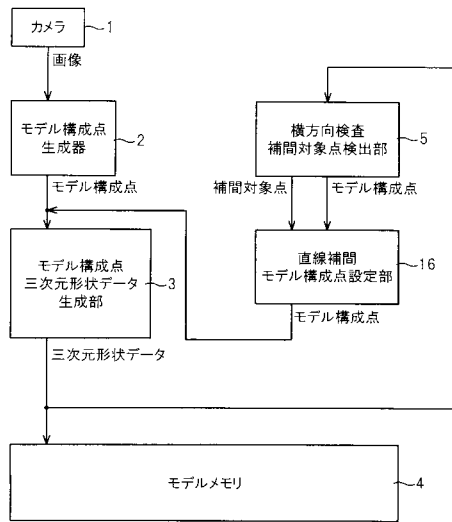 カメラ
1
画像
モデル構成点
生成器
2
モデル構成点
モデル構成点
三次元形状データ
生成部
3
三次元形状データ
横方向検査
補間対象点検出部
5
補間対象点
モデル構成点
直線補間
モデル構成点設定部
16
モデル構成点
モデルメモリ
4